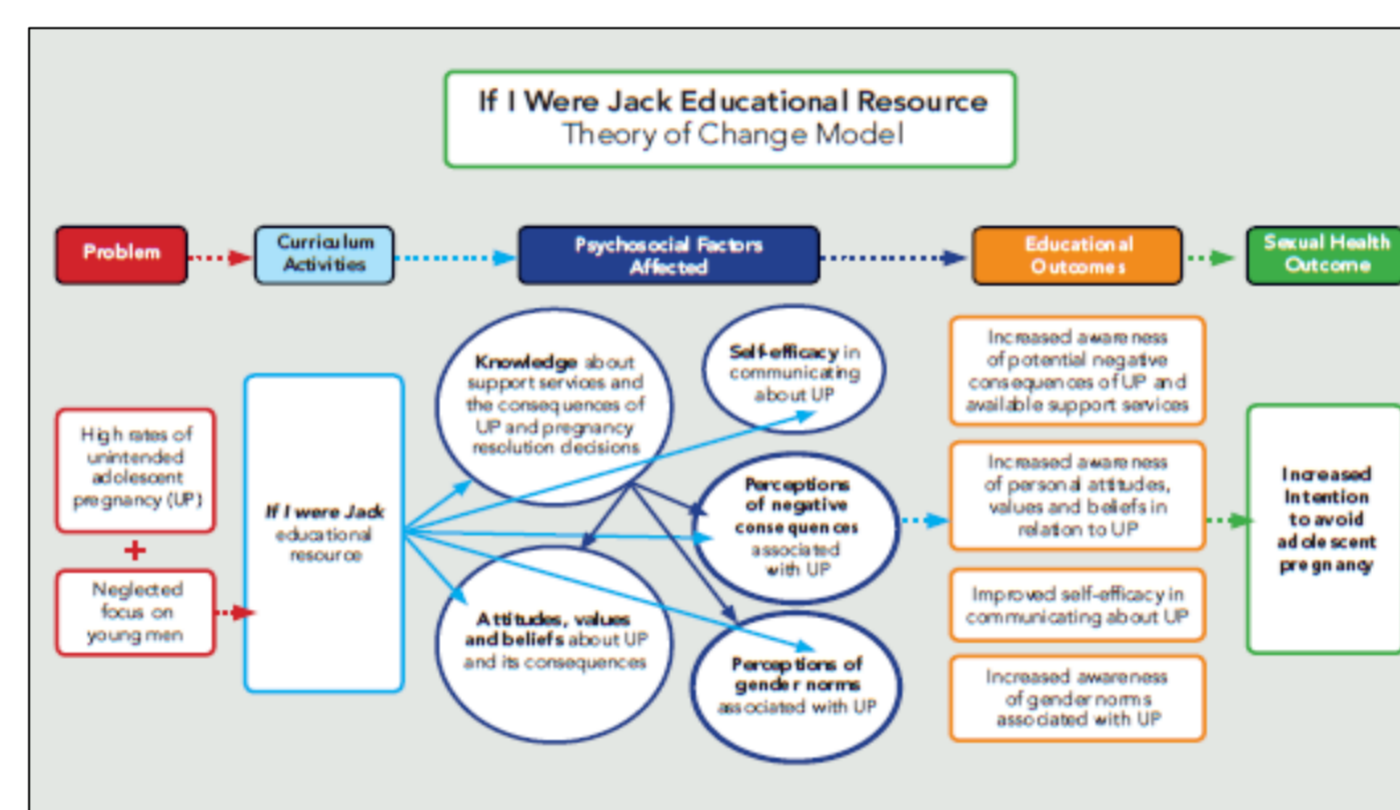 If I Were Jack Educational Resource
Theory of Change Model
Problem
Curriculum
Activities
Psychosocial Factors
Affected
Educational
Outcomes
Sexual Health
Outcome
High rates of
unintended
adolescent
pregnancy (UP)
+
Neglected
focus on
young men
If I were Jack
educational
resource
Knowledge about
support services and
the consequences of
UP and pregnancy
resolution decisions
Attitudes, values
and beliefs about UP
and its consequences
Self-efficacy in
communicating
about UP
Perceptions
of negative
consequences
associated
with UP
Perceptions of
gender norms
associated with UP
Increased awareness
of potential negative
consequences of UP and
available support services
Increased awareness
of personal attitudes,
values and beliefs in
relation to UP
Improved self-efficacy in
communicating about UP
Increased awareness
of gender norms
associated with UP
Increased
Intention
to avoid
adolescent
pregnancy